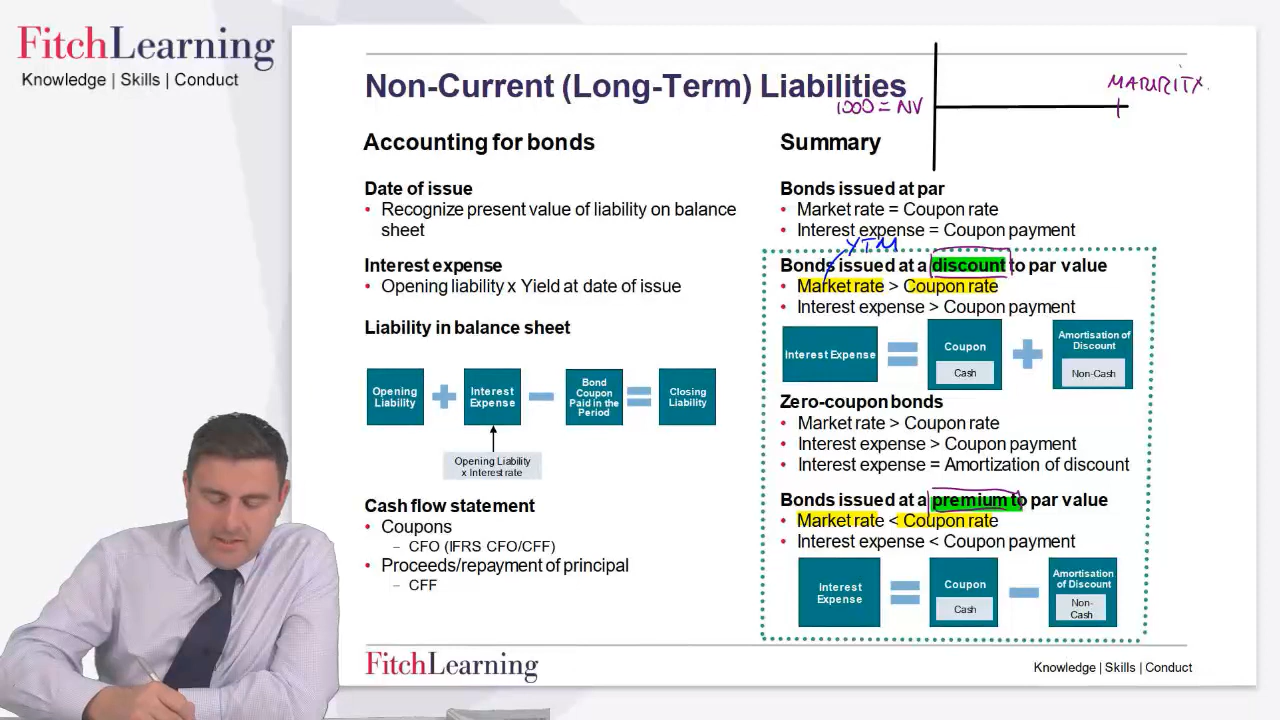 FitchLearning
Knowledge | Skills | Conduct
Non-Current (Long-Term) Liabilities
1000 = NV
MATURITY
Accounting for bonds
Date of issue
• Recognize present value of liability on balance
sheet
Interest expense
• Opening liability x Yield at date of issue
Liability in balance sheet
Opening
Liability
+
Interest
Expense
−
Bond
Coupon
Paid in the
Period
=
Closing
Liability
Opening Liability
x Interest rate
Cash flow statement
• Coupons
– CFO (IFRS CFO/CFF)
• Proceeds/repayment of principal
– CFF
Summary
Bonds issued at par
• Market rate = Coupon rate
• Interest expense = Coupon payment
YTM
Bonds issued at a discount to par value
• Market rate > Coupon rate
• Interest expense > Coupon payment
Interest Expense
=
Coupon
Cash
+
Amortisation of
Discount
Non-Cash
Zero-coupon bonds
• Market rate > Coupon rate
• Interest expense > Coupon payment
• Interest expense = Amortization of discount
Bonds issued at a premium to par value
• Market rate < Coupon rate
• Interest expense < Coupon payment
Interest
Expense
=
Coupon
Cash
−
Amortisation
of Discount
Non-
Cash
FitchLearning
Knowledge | Skills | Conduct